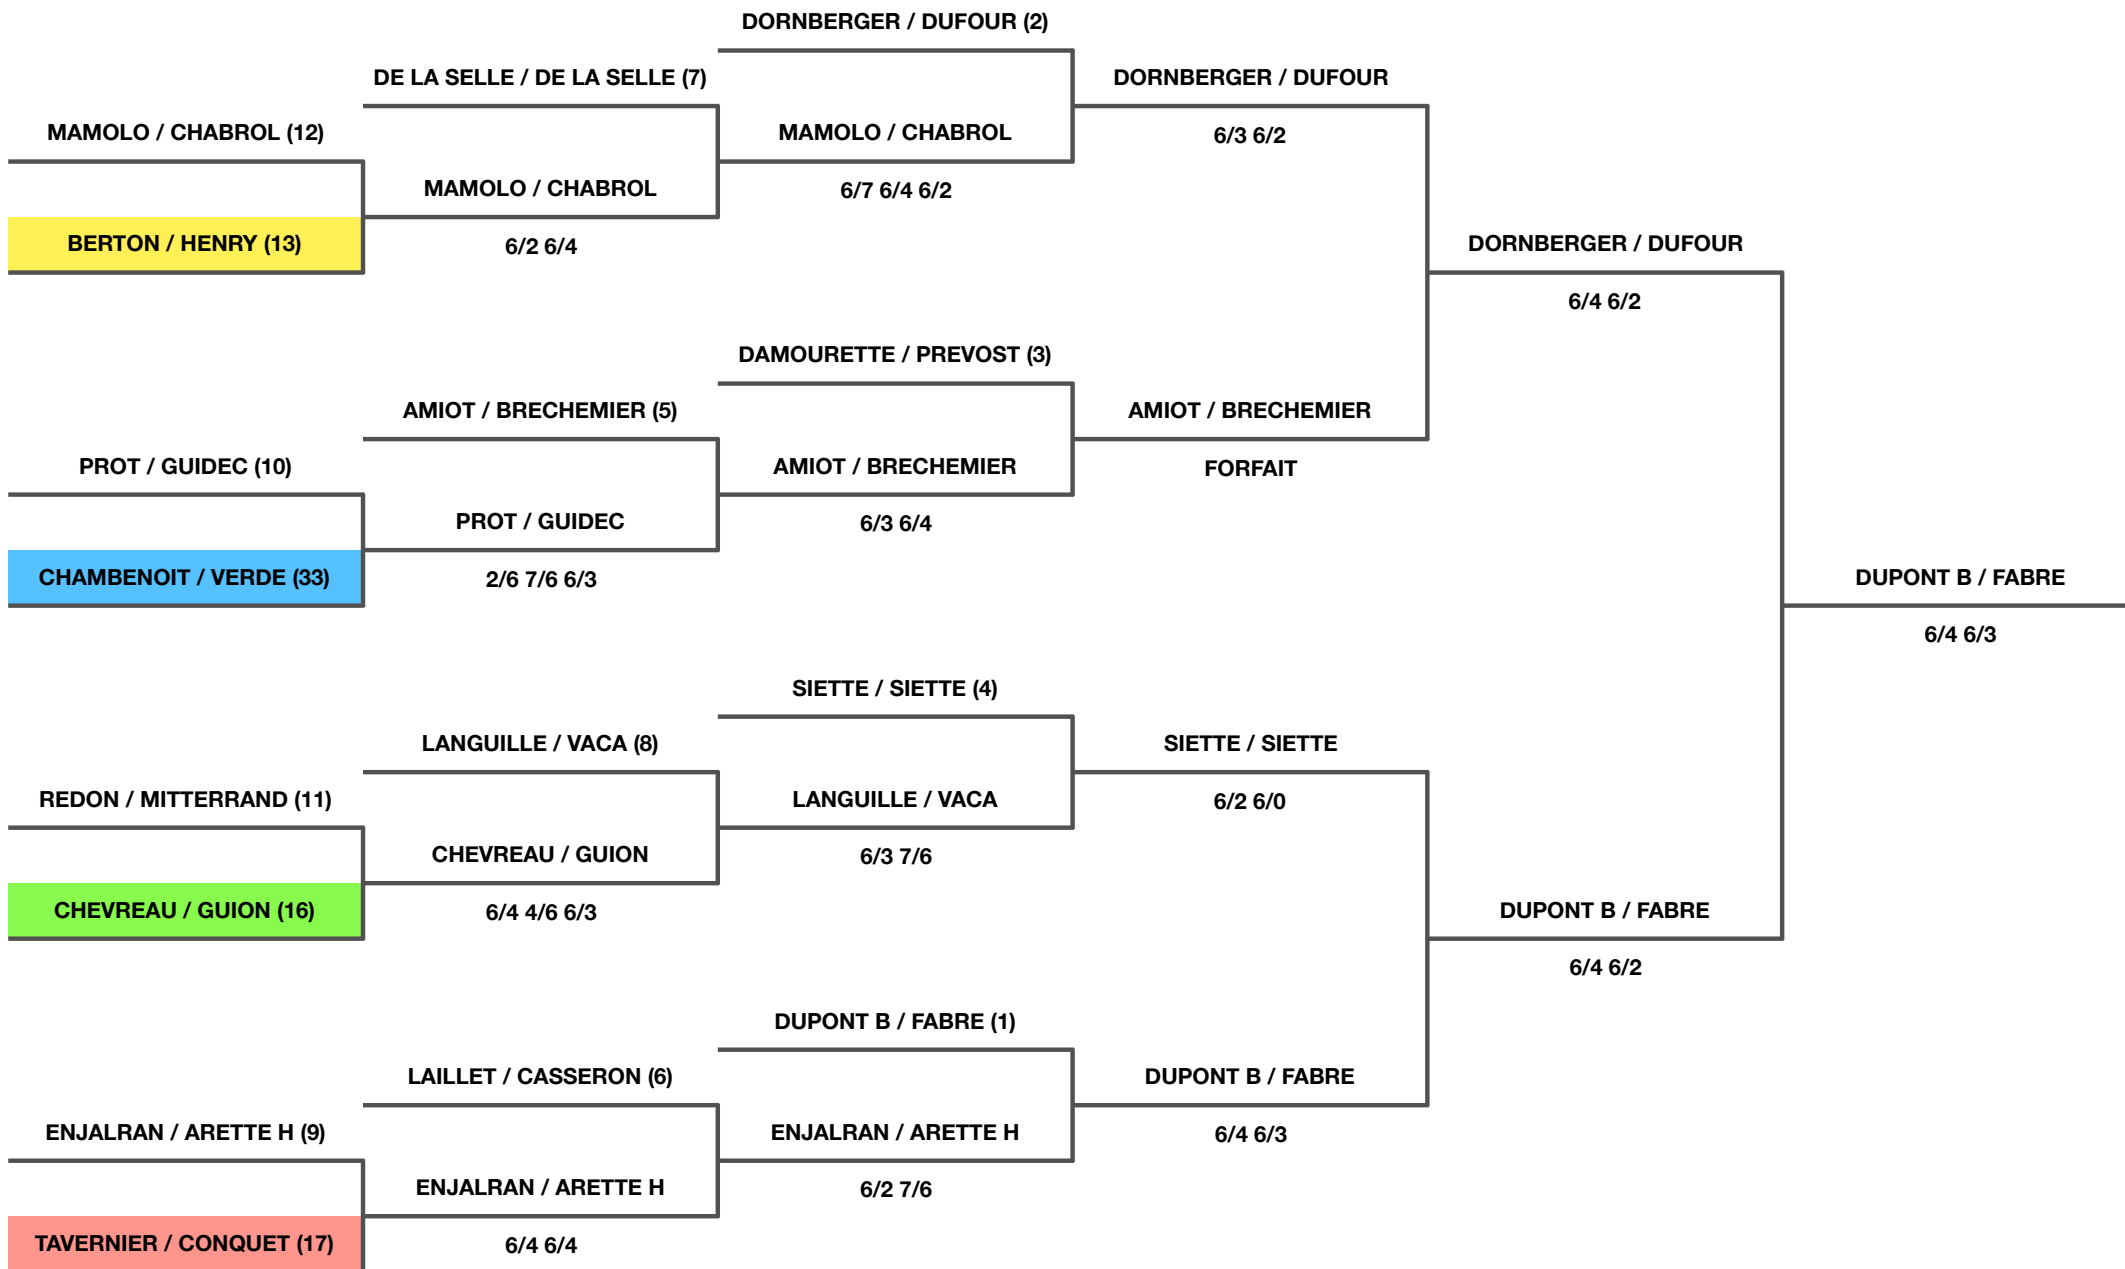 DORNBERGER / DUFOUR (2)
DE LA SELLE / DE LA SELLE (7)
DORNBERGER / DUFOUR
MAMOLO / CHABROL (12)
MAMOLO / CHABROL
6/3 6/2
MAMOLO / CHABROL
6/7 6/4 6/2
BERTON / HENRY (13)
6/2 6/4
DORNBERGER / DUFOUR
6/4 6/2
DAMOURETTE / PREVOST (3)
AMIOT / BRECHEMIER (5)
AMIOT / BRECHEMIER
PROT / GUIDEC (10)
AMIOT / BRECHEMIER
FORFAIT
PROT / GUIDEC
6/3 6/4
CHAMBENOIT / VERDE (33)
2/6 7/6 6/3
DUPONT B / FABRE
6/4 6/3
SIETTE / SIETTE (4)
LANGUILLE / VACA (8)
SIETTE / SIETTE
REDON / MITTERRAND (11)
LANGUILLE / VACA
6/2 6/0
CHEVREAU / GUION
6/3 7/6
CHEVREAU / GUION (16)
6/4 4/6 6/3
DUPONT B / FABRE
6/4 6/2
DUPONT B / FABRE (1)
LAILLET / CASSERON (6)
DUPONT B / FABRE
ENJALRAN / ARETTE H (9)
ENJALRAN / ARETTE H
6/4 6/3
ENJALRAN / ARETTE H
6/2 7/6
TAVERNIER / CONQUET (17)
6/4 6/4